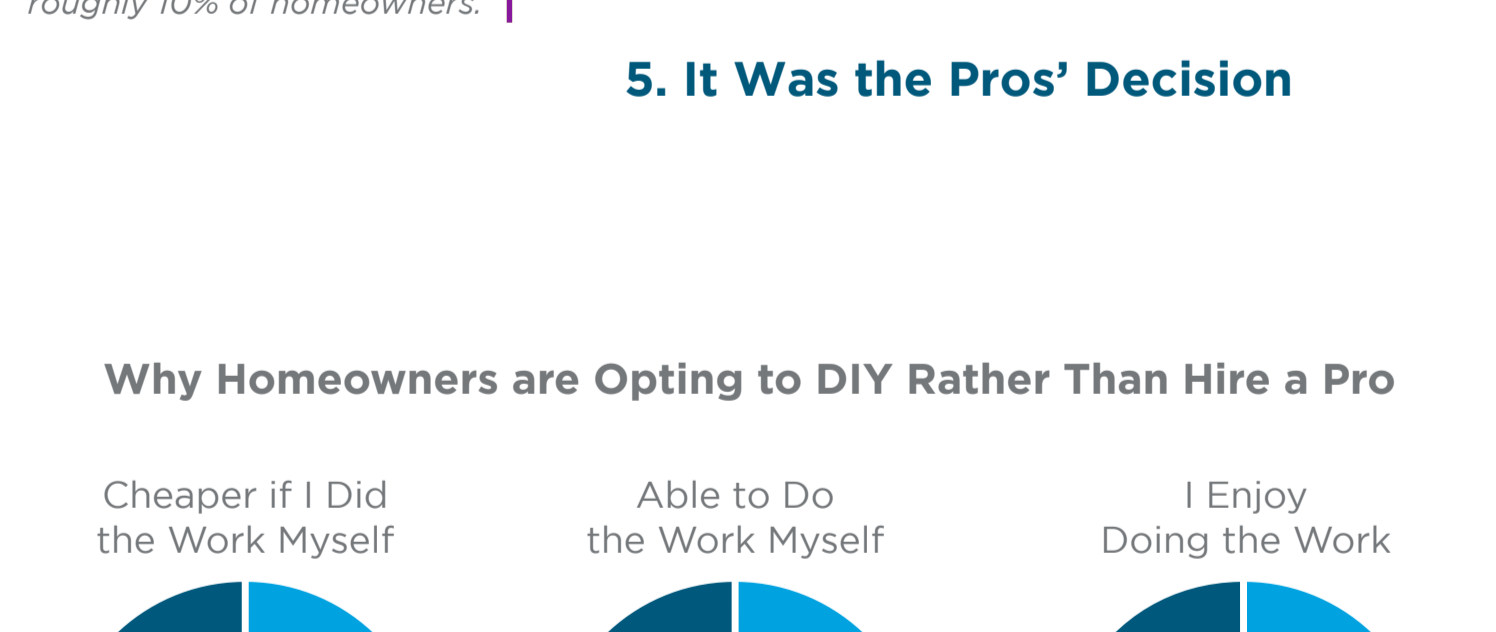 roughly 10% of homeowners.
5. It Was the Pros’ Decision
Why Homeowners are Opting to DIY Rather Than Hire a Pro
Cheaper if I Did
the Work Myself
Able to Do
the Work Myself
I Enjoy
Doing the Work